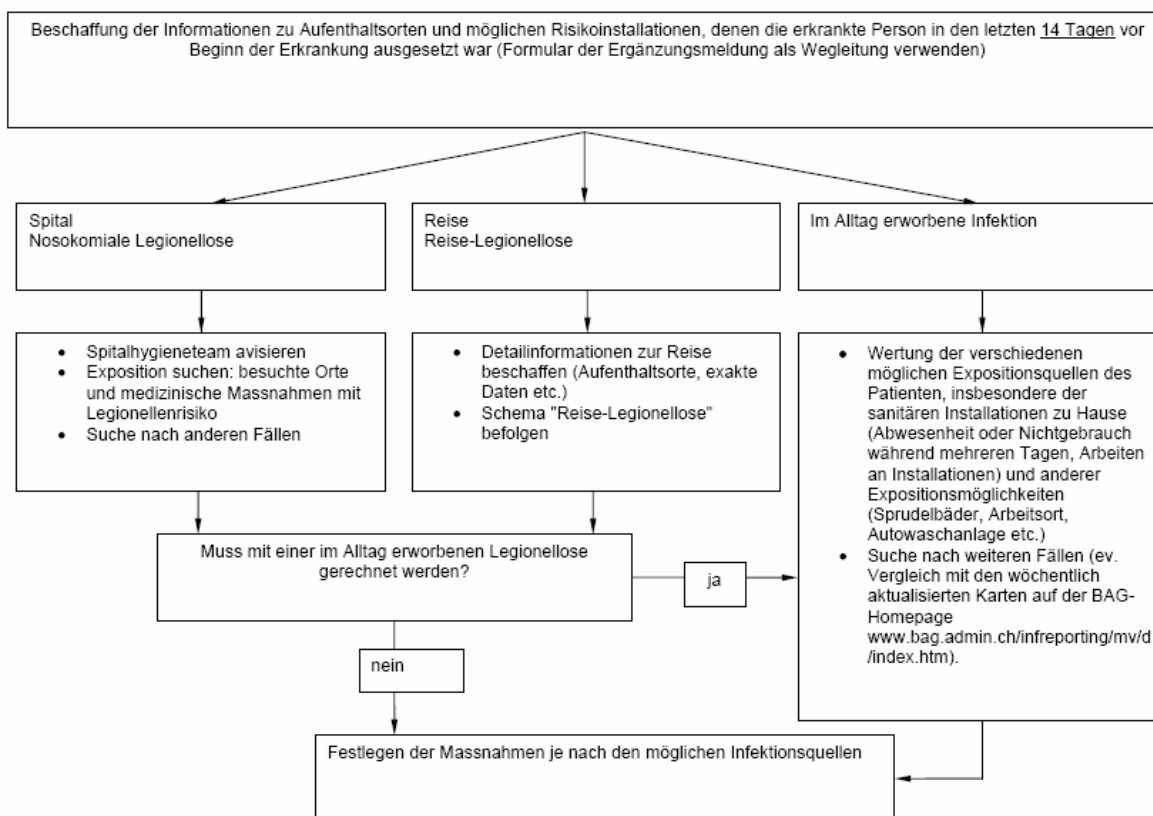 Beschaffung der Informationen zu Aufenthaltsorten und möglichen Risikoinstallationen, denen die erkrankte Person in den letzten 14 Tagen vor
Beginn der Erkrankung ausgesetzt war (Formular der Ergänzungsmeldung als Wegleitung verwenden)
Spital
Nosokomiale Legionellose
Reise
Reise-Legionellose
Im Alltag erworbene Infektion
• Spitalhygieneteam avisieren
• Exposition suchen: besuchte Orte
und medizinische Massnahmen mit
Legionellenrisiko
• Suche nach anderen Fällen
• Detailinformationen zur Reise
beschaffen (Aufenthaltsorte, exakte
Daten etc.)
• Schema "Reise-Legionellose"
befolgen
• Wertung der verschiedenen
möglichen Expositionsquellen des
Patienten, insbesondere der
sanitären Installationen zu Hause
(Abwesenheit oder Nichtgebrauch
während mehreren Tagen, Arbeiten
an Installationen) und anderer
Expositionsmöglichkeiten
(Sprudelbäder, Arbeitsort,
Autowaschanlage etc.)
• Suche nach weiteren Fällen (ev.
Vergleich mit den wöchentlich
aktualisierten Karten auf der BAG-
Homepage
www.bag.admin.ch/infreporting/mv/d
/index.htm).
Muss mit einer im Alltag erworbenen Legionellose
gerechnet werden?
ja
nein
Festlegen der Massnahmen je nach den möglichen Infektionsquellen